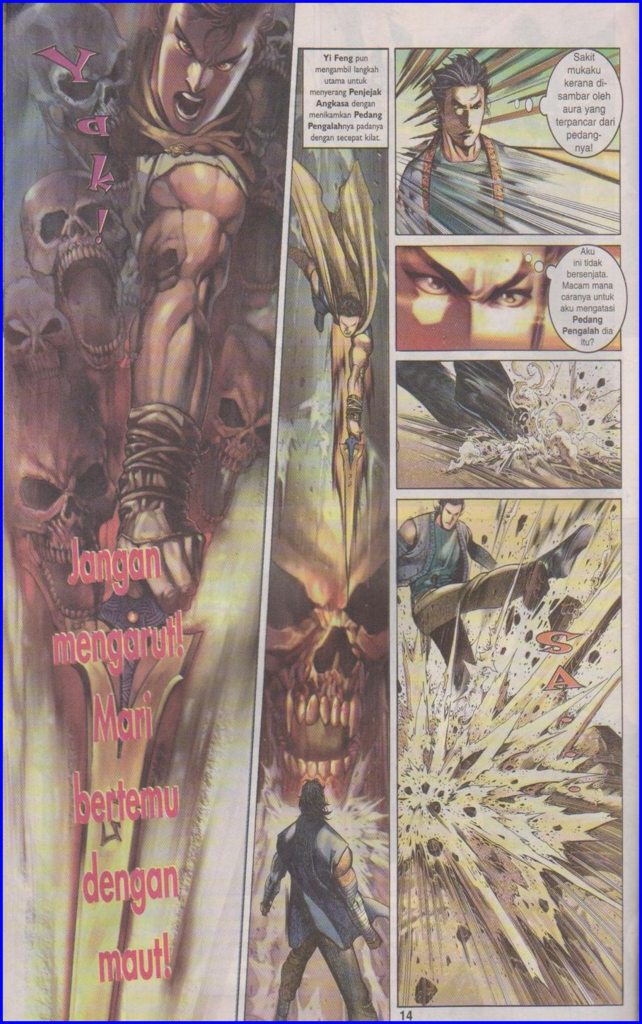 Yak!
Jangan
mengarut!
Mari
bertemu
dengan
maut!
Yi Feng pun
mengambil langkah
utama untuk
menyerang Penjejak
Angkasa dengan
menikamkan Pedang
Pengalahnya padanya
dengan secepat kilat.
Sakit
mukaku
kerana di-
sambar oleh
aura yang
terpancar dari
pedang-
nya!
Aku
ini tidak
bersenjata.
Macam mana
caranya untuk
aku mengatasi
Pedang
Pengalah dia
itu?
14